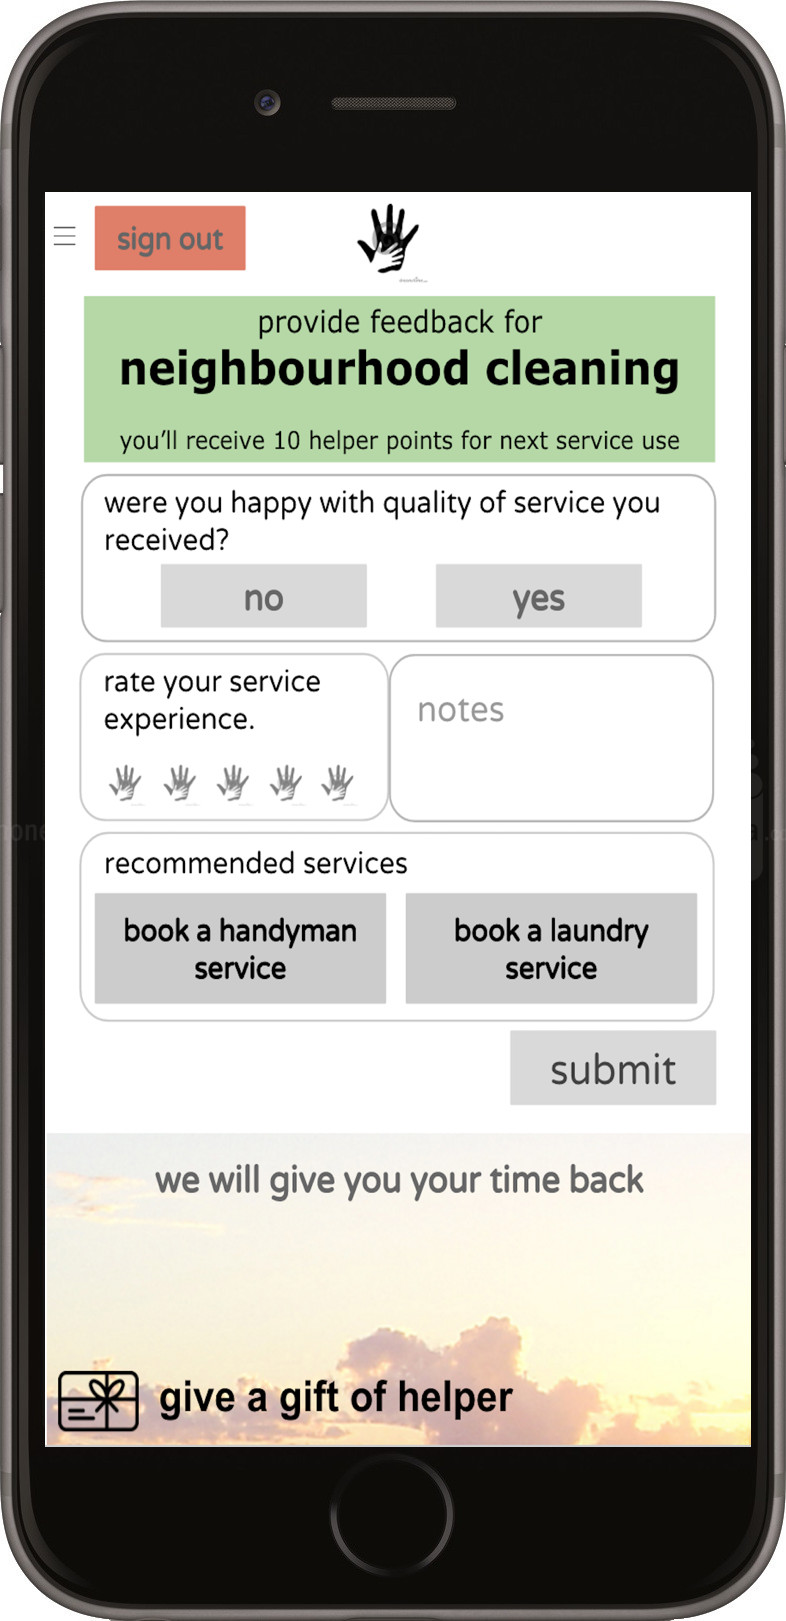 sign out
provide feedback for
neighbourhood cleaning
you'll receive 10 helper points for next service use
were you happy with quality of service you
received?
no
yes
rate your service
experience.
notes
recommended services
book a handyman
service
book a laundry
service
submit
we will give you your time back
give a gift of helper